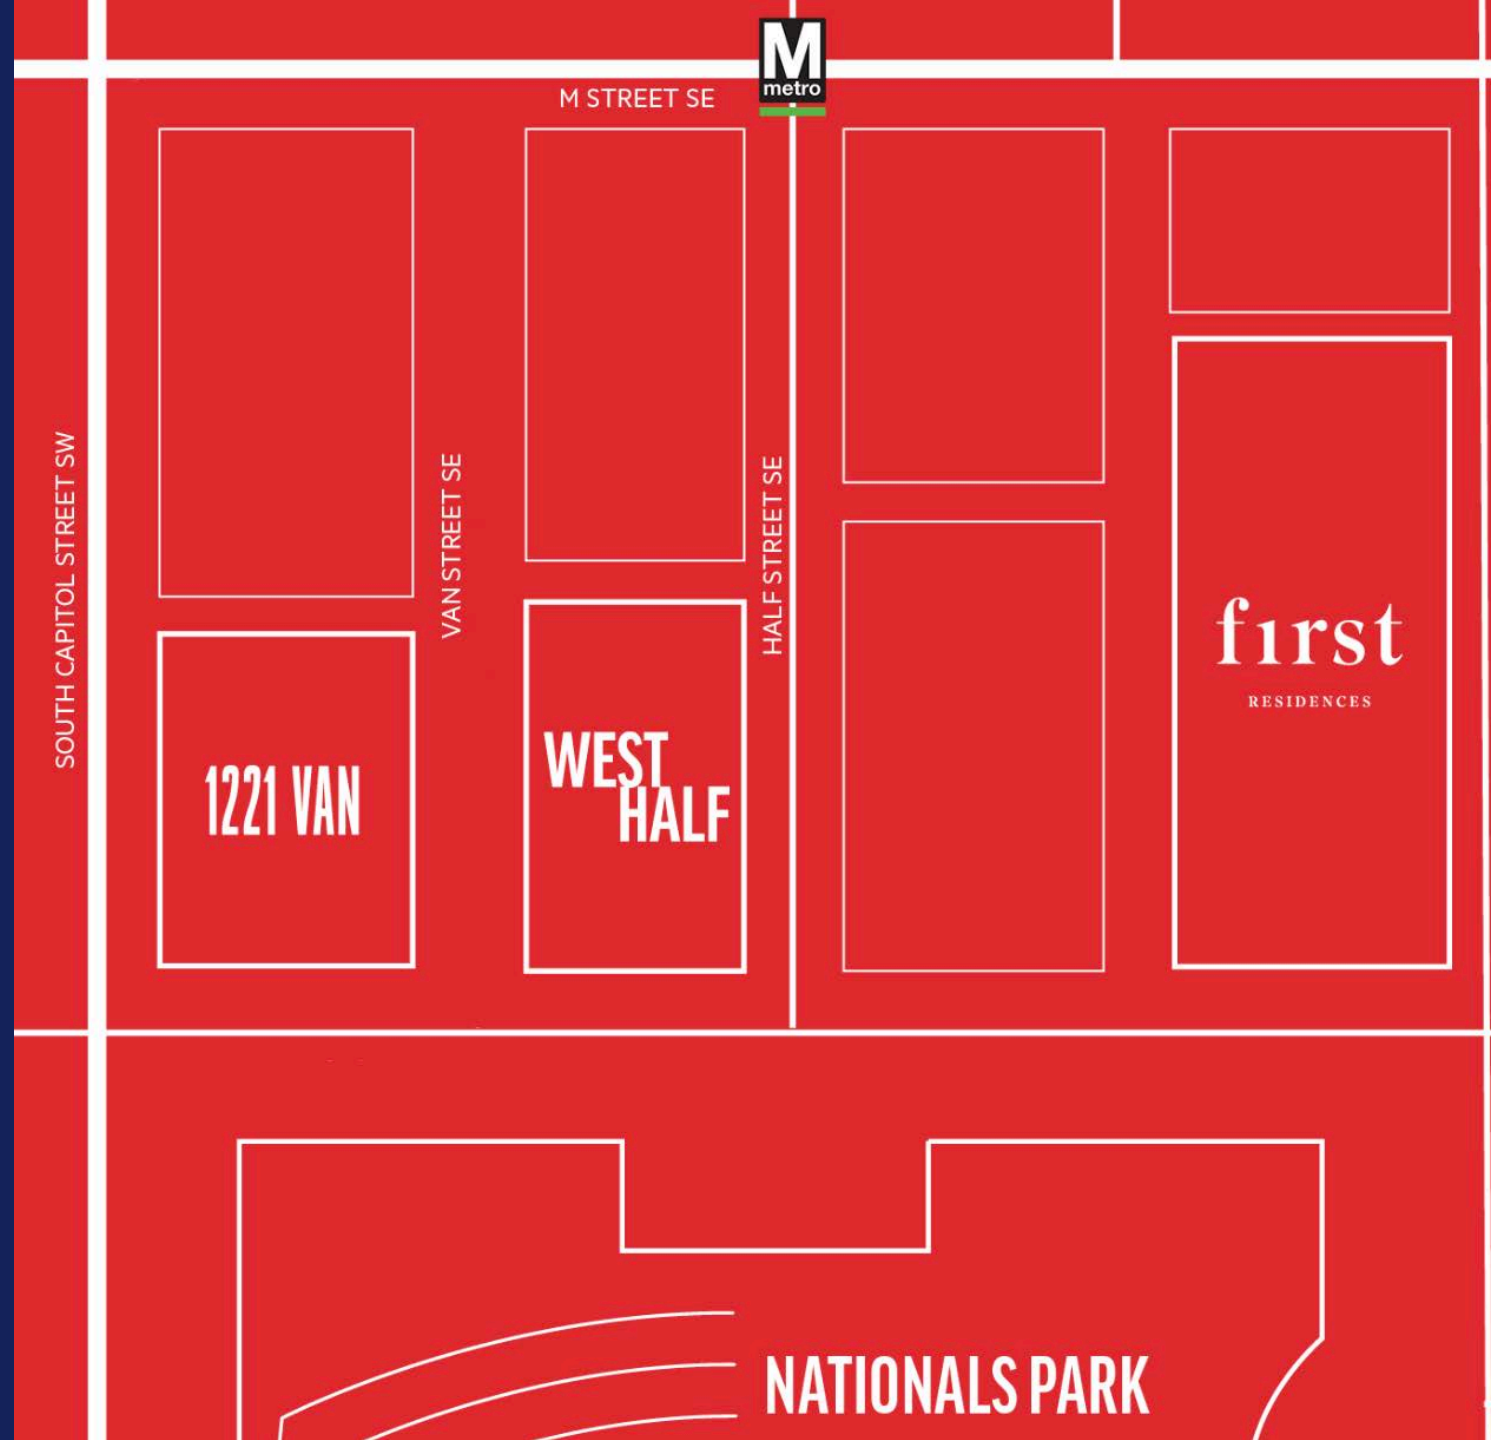 M
metro
M STREET SE
SOUTH CAPITOL STREET SW
VAN STREET SE
HALF STREET SE
fırst
RESIDENCES
1221 VAN
WEST
HALF
NATIONALS PARK